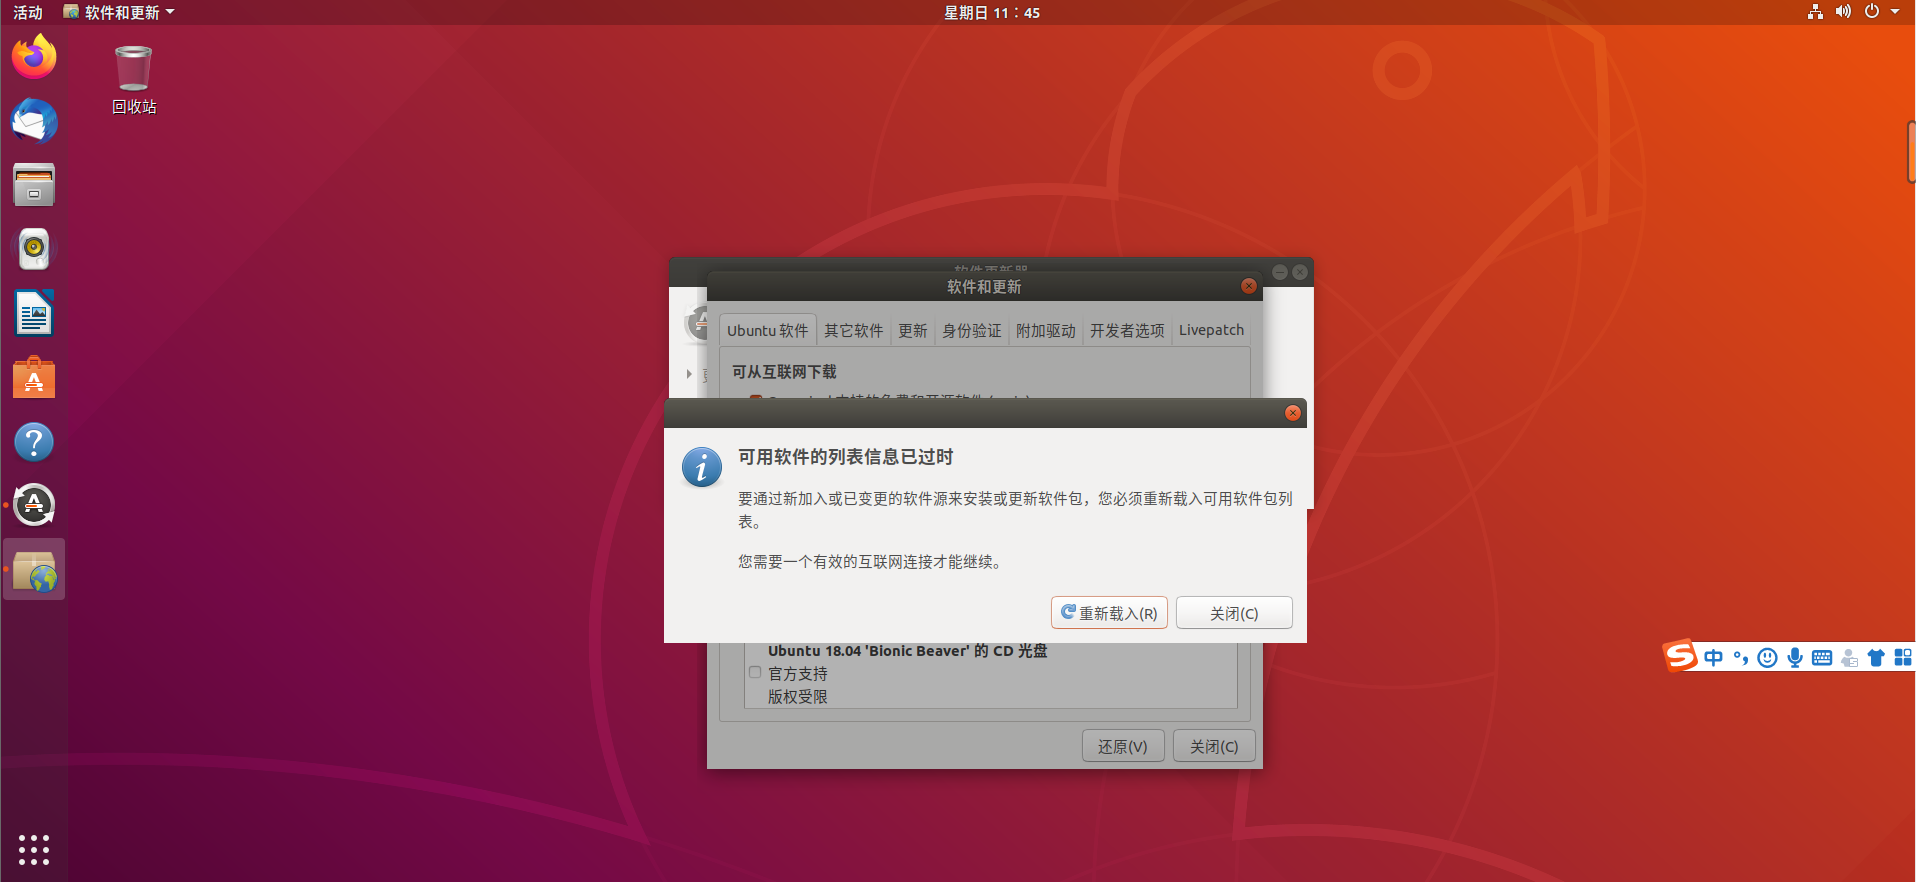 活动
软件和更新
星期日 11：45
回收站
软件更新器
软件和更新
Ubuntu 软件
其它软件
更新
身份验证
附加驱动
开发者选项
Livepatch
可从互联网下载
可用软件的列表信息已过时
要通过新加入或已变更的软件源来安装或更新软件包，您必须重新载入可用软件包列
表。
您需要一个有效的互联网连接才能继续。
重新载入(R)
关闭(C)
Ubuntu 18.04 'Bionic Beaver' 的 CD 光盘
官方支持
版权受限
还原(V)
关闭(C)
中